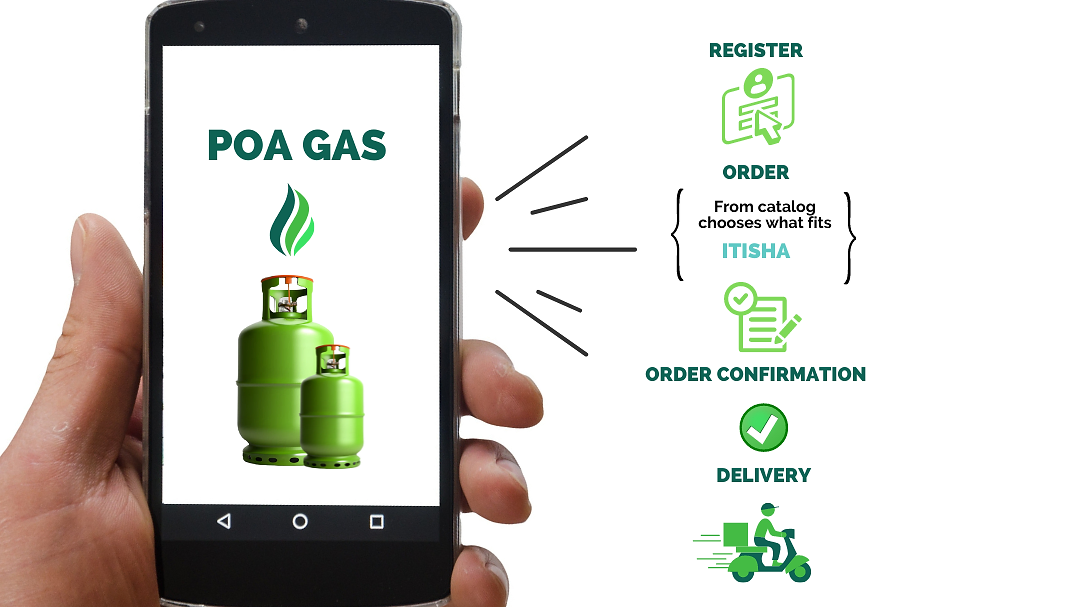 POA GAS
REGISTER
ORDER
From catalog
chooses what fits
ITISHA
ORDER CONFIRMATION
DELIVERY